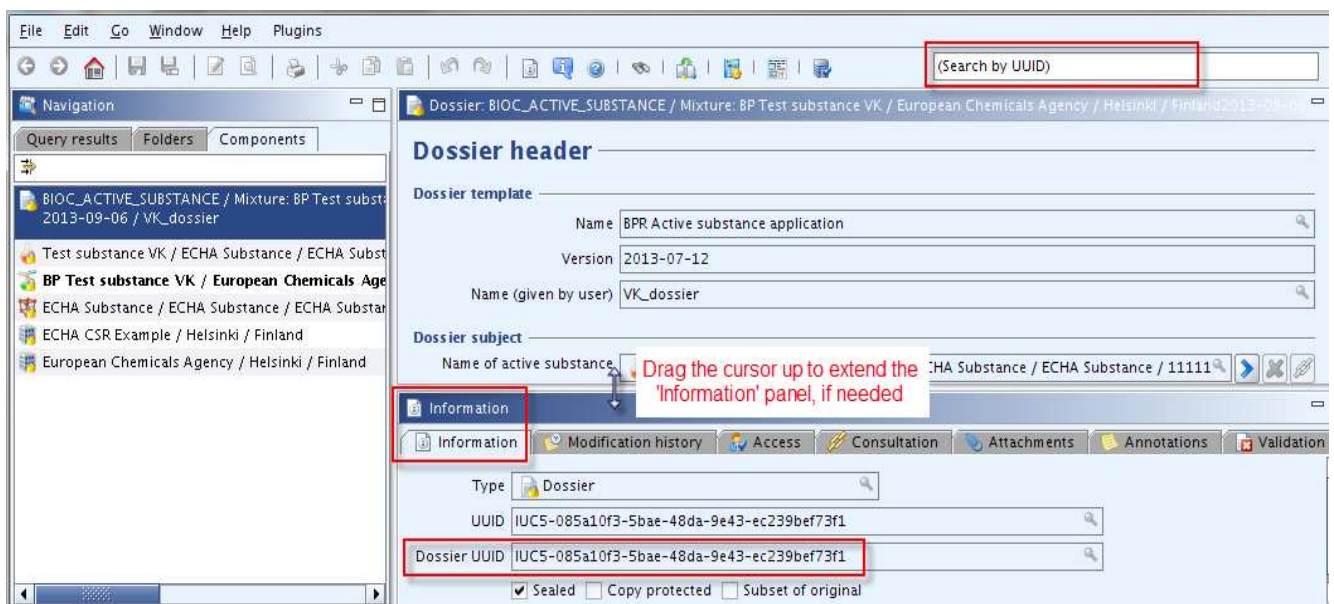 File Edit Go Window Help Plugins
(Search by UUID)
Navigation
Query results Folders Components
BIOC_ACTIVE_SUBSTANCE / Mixture: BP Test subst
2013-09-06 / VK_dossier
Test substance VK / ECHA Substance / ECHA Subst
BP Test substance VK / European Chemicals Age
ECHA Substance / ECHA Substance / ECHA Substan
ECHA CSR Example / Helsinki / Finland
European Chemicals Agency / Helsinki / Finland
Dossier: BIOC_ACTIVE_SUBSTANCE / Mixture: BP Test substance VK / European Chemicals Agency / Helsinki / Finland2013-09-06
Dossier header
Dossier template
Name BPR Active substance application
Version 2013-07-12
Name (given by user) VK_dossier
Dossier subject
Name of active substance HA Substance / ECHA Substance / 11111
Drag the cursor up to extend the
'Information' panel, if needed
Information
Information Modification history Access Consultation Attachments Annotations Validation
Type Dossier
UUID IUC5-085a10f3-5bae-48da-9e43-ec239bef73f1
Dossier UUID IUC5-085a10f3-5bae-48da-9e43-ec239bef73f1
Sealed Copy protected Subset of original